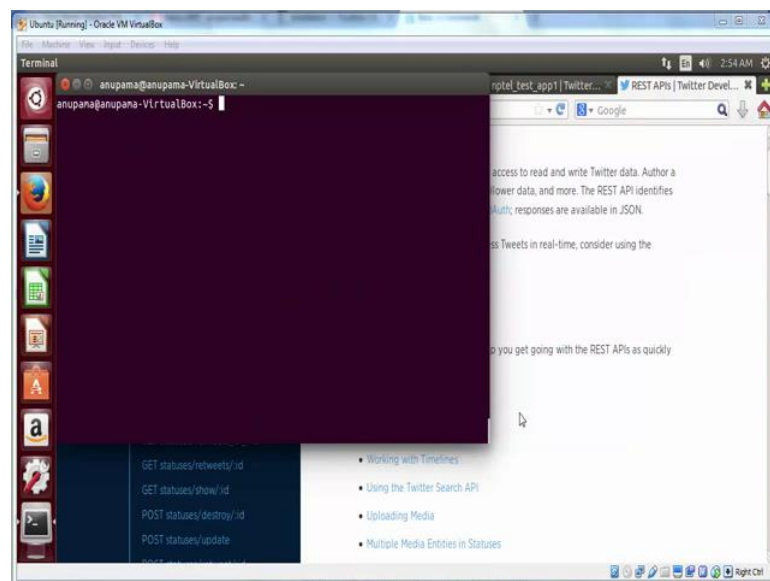 Ubuntu [Running] - Oracle VM VirtualBox
File Machine View Input Devices Help
Terminal
En
2:54 AM
anupama@anupama-VirtualBox: ~
nptel_test_app1 | Twitter...
REST APIs | Twitter Devel...
anupama@anupama-VirtualBox:~$
Google
access to read and write Twitter data. Author a
llower data, and more. The REST API identifies
Auth; responses are available in JSON.
ss Tweets in real-time, consider using the
p you get going with the REST APIs as quickly
GET statuses/retweets/:id
GET statuses/show/:id
POST statuses/destroy/:id
POST statuses/update
• Working with Timelines
• Using the Twitter Search API
• Uploading Media
• Multiple Media Entities in Statuses
Right Ctrl